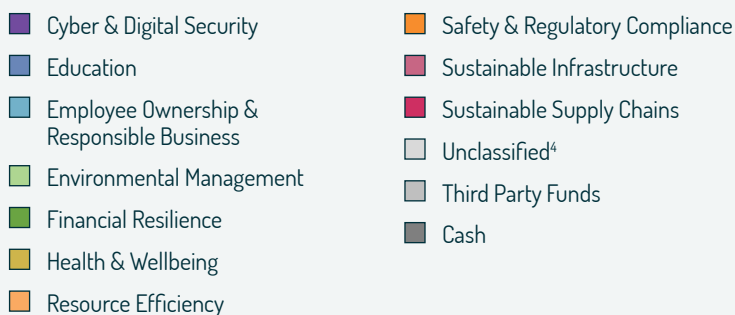 Cyber & Digital Security
Education
Employee Ownership &
Responsible Business
Environmental Management
Financial Resilience
Health & Wellbeing
Resource Efficiency
Safety & Regulatory Compliance
Sustainable Infrastructure
Sustainable Supply Chains
Unclassified⁴
Third Party Funds
Cash